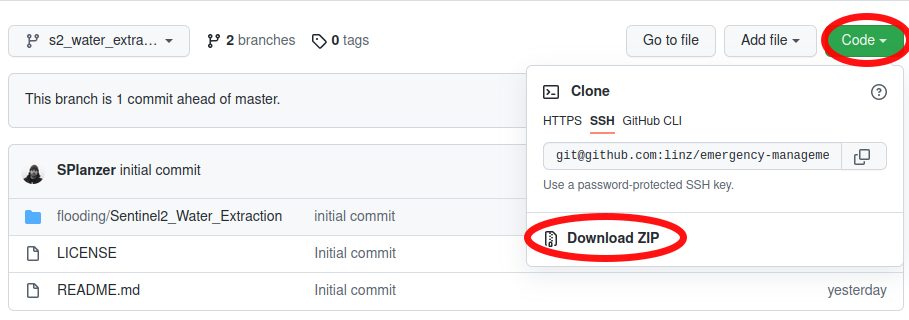 s2_water_extra… 2 branches 0 tags Go to file Add file Code
This branch is 1 commit ahead of master.
Clone
HTTPS SSH GitHub CLI
git@github.com:linz/emergency-manageme
Use a password-protected SSH key.
Download ZIP
SPlanzer initial commit
flooding/Sentinel2_Water_Extraction initial commit
LICENSE Initial commit
README.md Initial commit yesterday